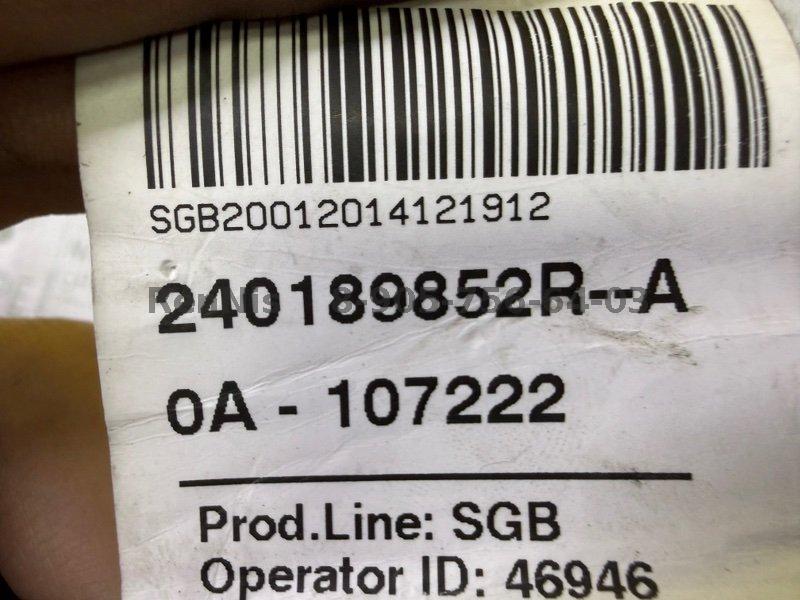 SGB20012014121912
240189852R--A
0A - 107222
Prod.Line: SGB
Operator ID: 46946